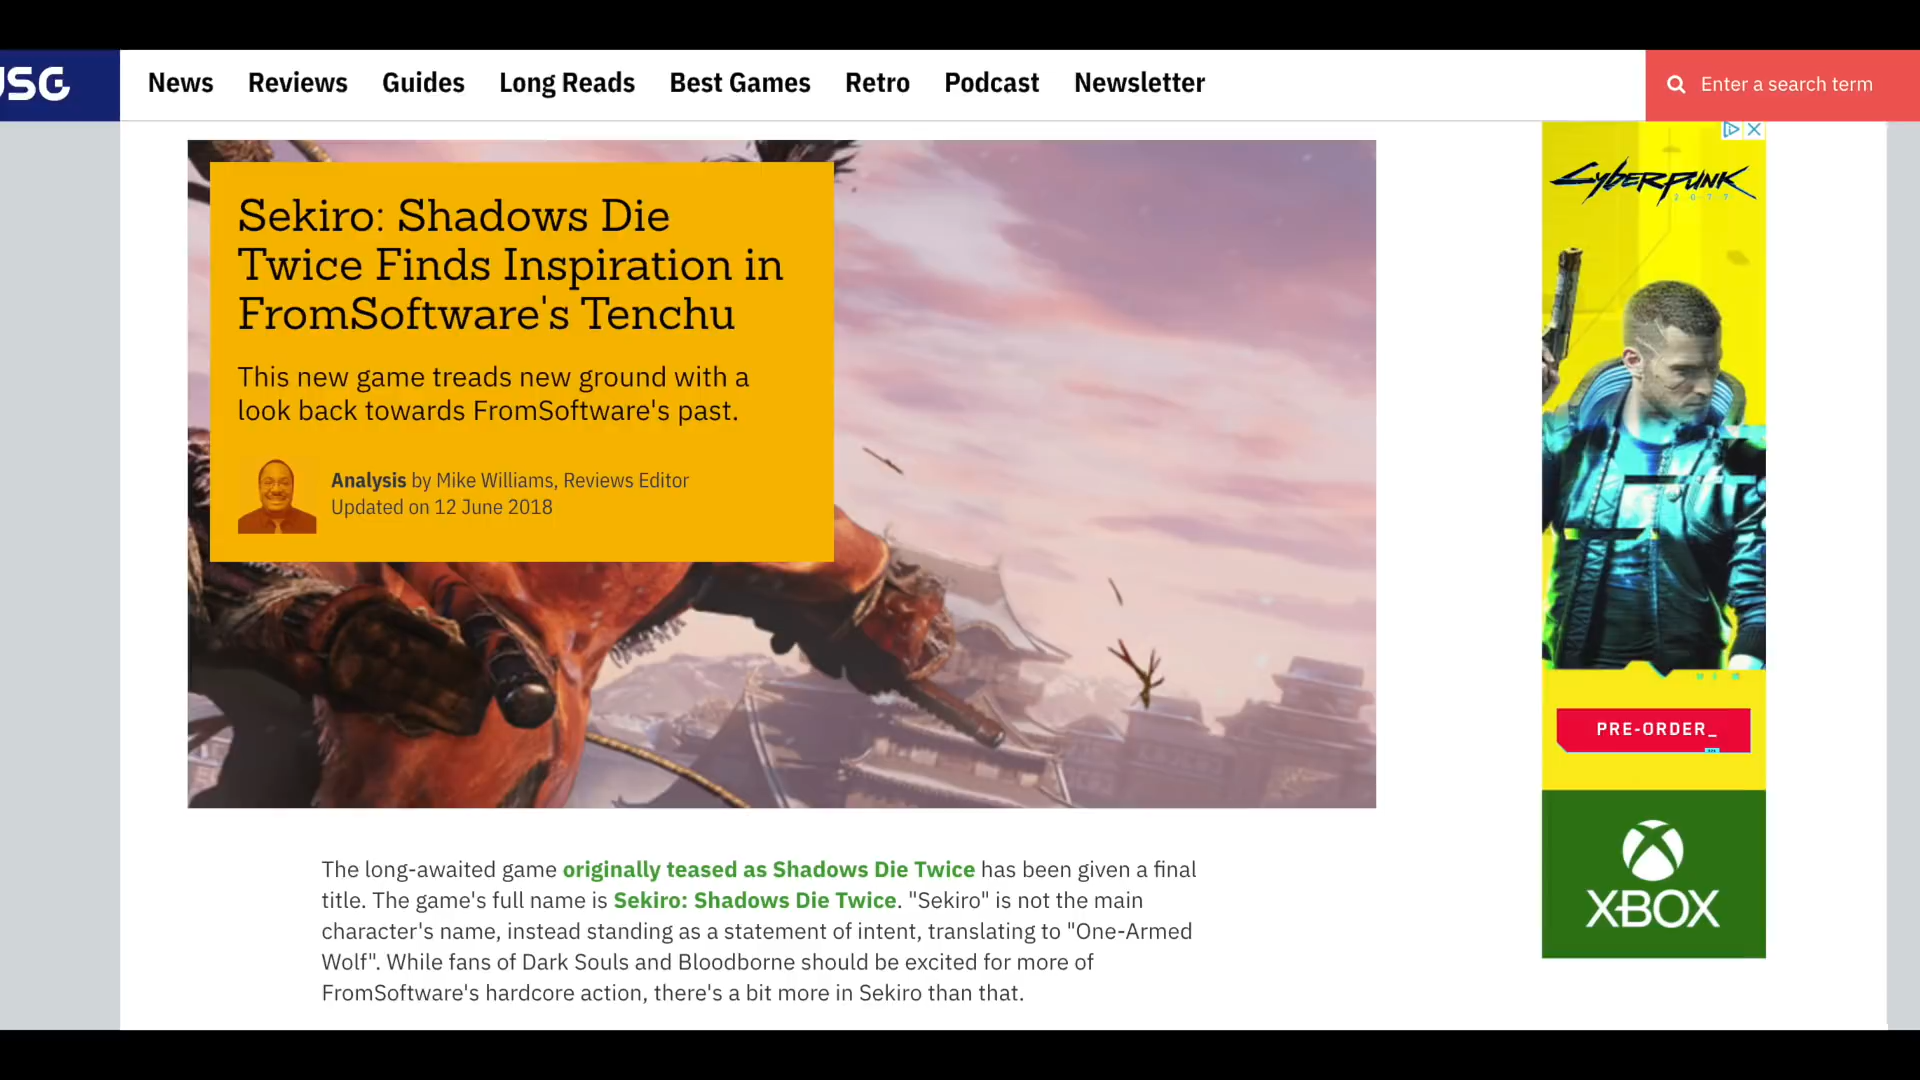 USG
News Reviews Guides Long Reads Best Games Retro Podcast Newsletter
Enter a search term
Sekiro: Shadows Die
Twice Finds Inspiration in
FromSoftware's Tenchu
This new game treads new ground with a
look back towards FromSoftware's past.
Analysis by Mike Williams, Reviews Editor
Updated on 12 June 2018
Cyberpunk
2077
PRE-ORDER_
XBOX
The long-awaited game originally teased as Shadows Die Twice has been given a final
title. The game's full name is Sekiro: Shadows Die Twice. "Sekiro" is not the main
character's name, instead standing as a statement of intent, translating to "One-Armed
Wolf". While fans of Dark Souls and Bloodborne should be excited for more of
FromSoftware's hardcore action, there's a bit more in Sekiro than that.